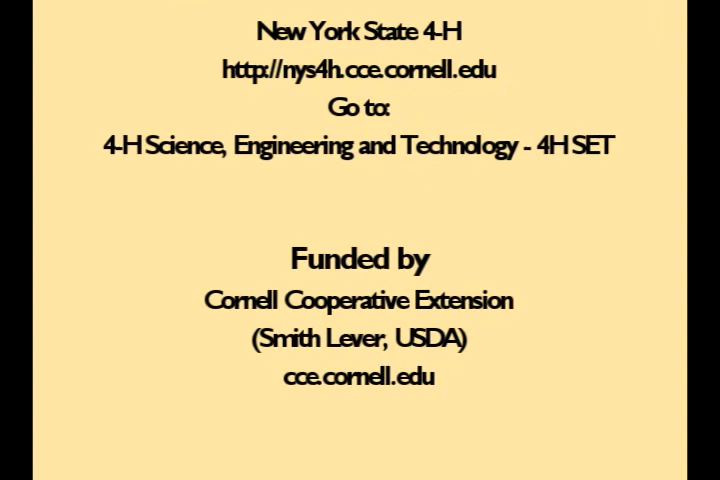 New York State 4-H
http://nys4h.cce.cornell.edu
Go to:
4-H Science, Engineering and Technology - 4H SET
Funded by
Cornell Cooperative Extension
(Smith Lever, USDA)
cce.cornell.edu